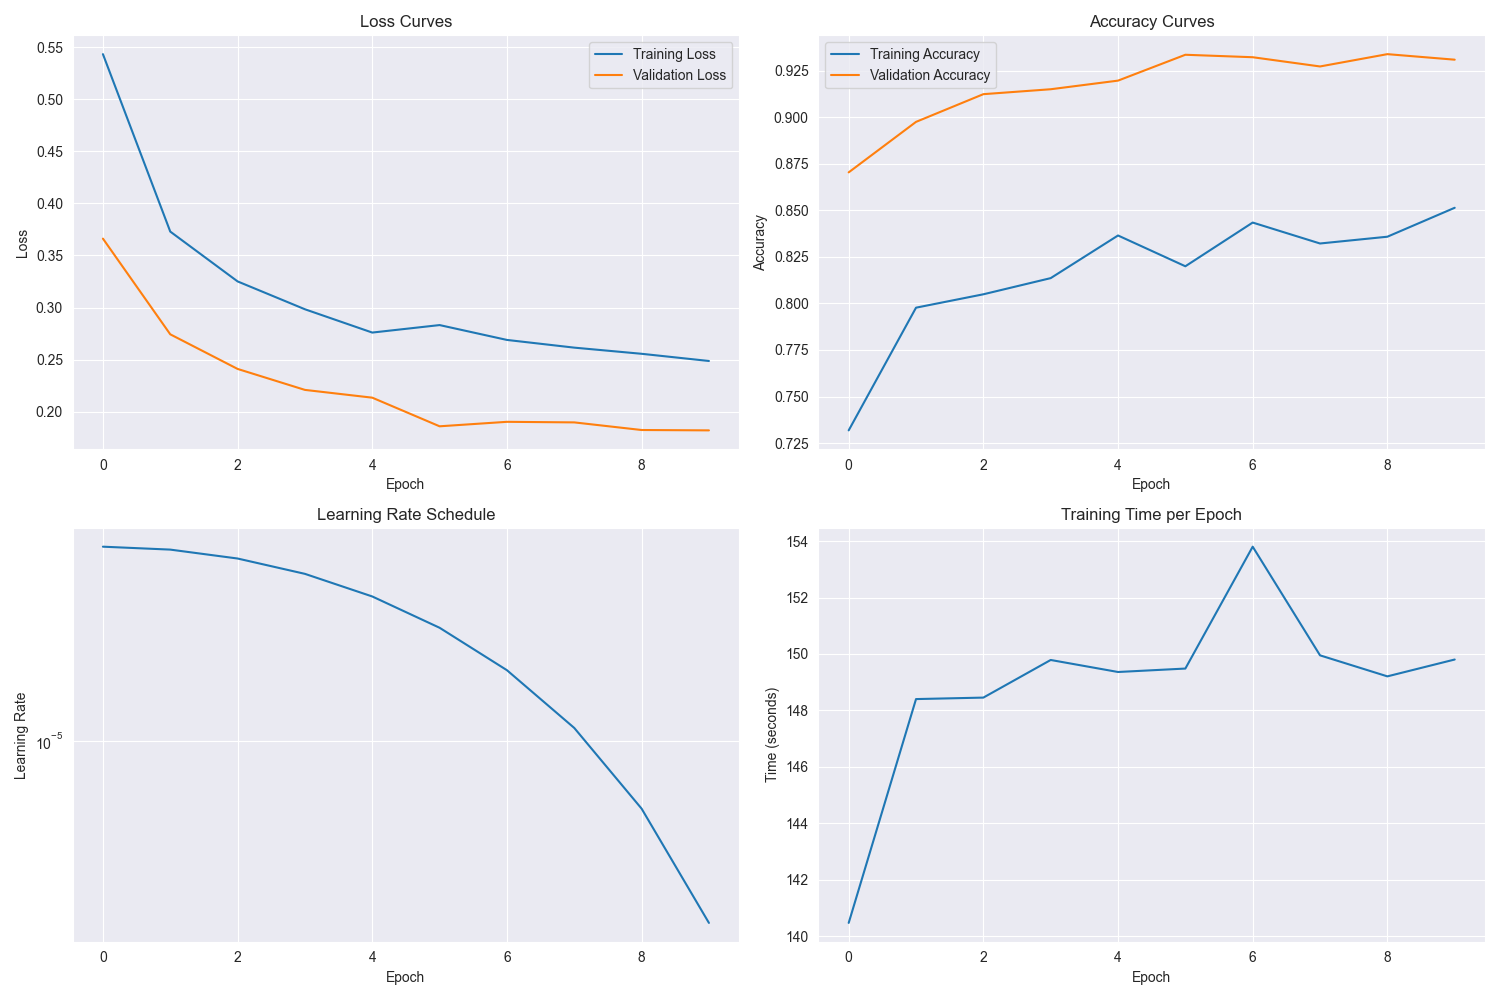 Loss Curves
0.55
0.50
0.45
0.40
0.35
0.30
0.25
0.20
Loss
Training Loss
Validation Loss
0 2 4 6 8
Epoch
Accuracy Curves
0.925
0.900
0.875
0.850
0.825
0.800
0.775
0.750
0.725
Accuracy
Training Accuracy
Validation Accuracy
0 2 4 6 8
Epoch
Learning Rate Schedule
10⁻⁵
Learning Rate
0 2 4 6 8
Epoch
Training Time per Epoch
154
152
150
148
146
144
142
140
Time (seconds)
0 2 4 6 8
Epoch